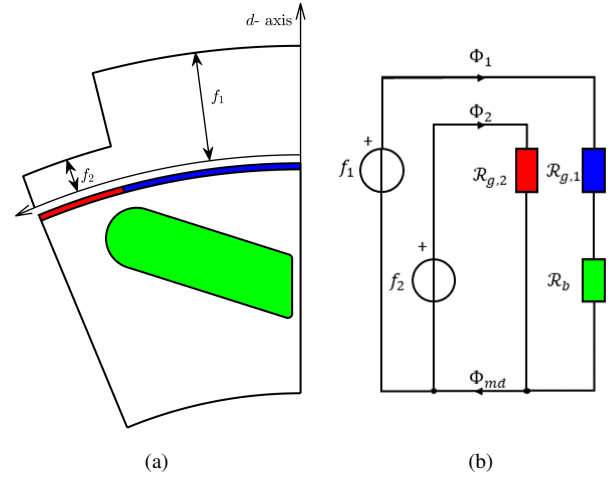 d- axis
f₁
f₂
(a)
Φ₁
Φ₂
+
f₁
ℛg,2
ℛg,1
+
f₂
ℛb
Φmd
(b)